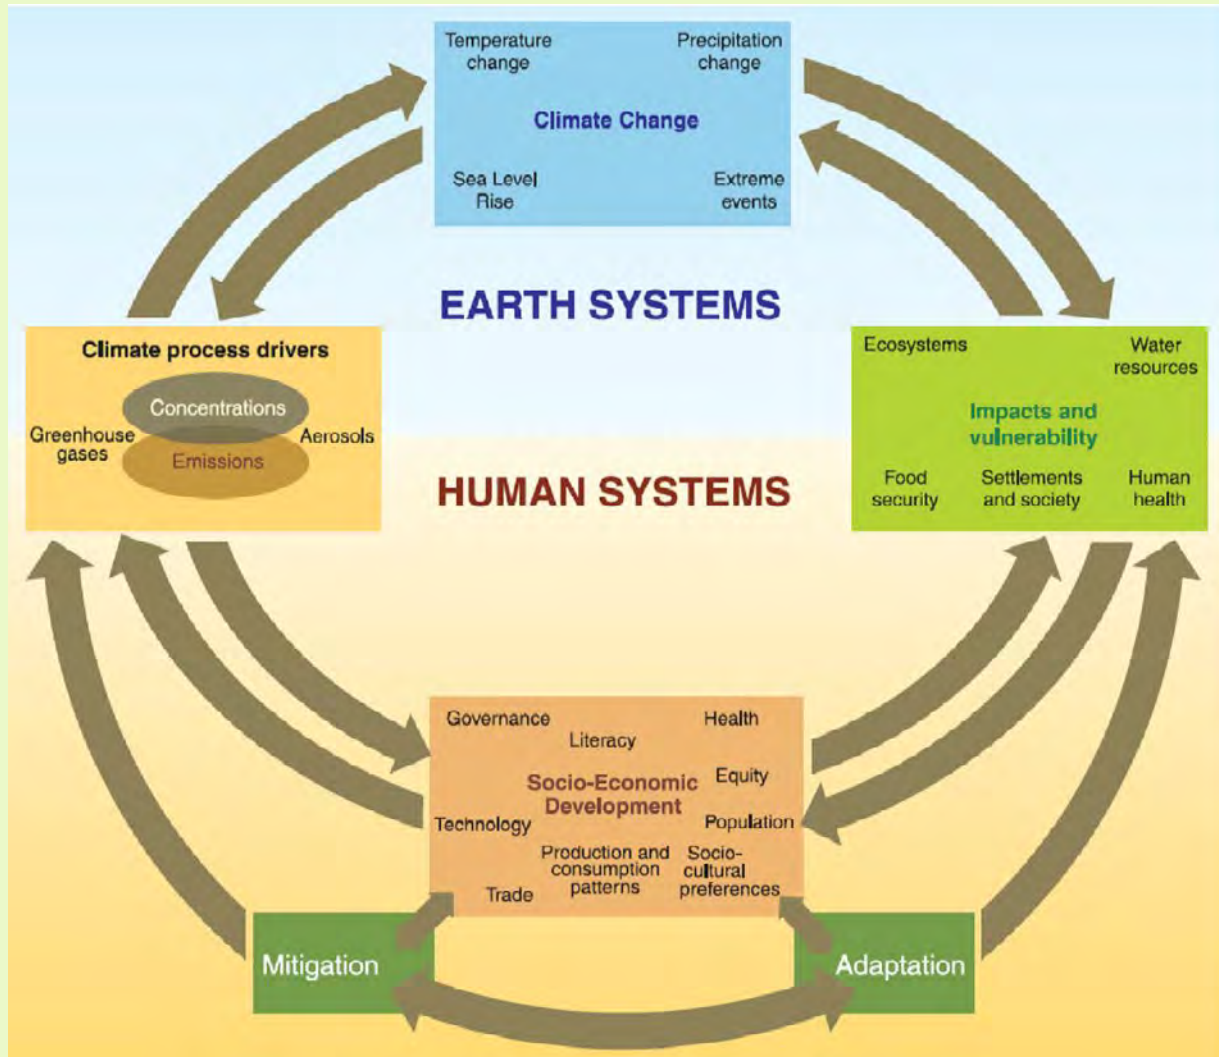 Temperature
change
Precipitation
change
Climate Change
Sea Level
Rise
Extreme
events
EARTH SYSTEMS
Climate process drivers
Concentrations
Greenhouse
gases
Aerosols
Emissions
Ecosystems
Water
resources
Impacts and
vulnerability
Food
security
Settlements
and society
Human
health
HUMAN SYSTEMS
Governance
Literacy
Health
Socio-Economic
Development
Equity
Technology
Population
Production and
consumption
patterns
Socio-
cultural
preferences
Trade
Mitigation
Adaptation